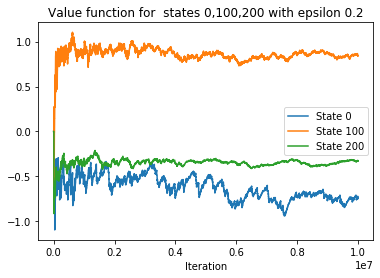 Value function for  states 0,100,200 with epsilon 0.2
1.0
0.5
0.0
−0.5
−1.0
State 0
State 100
State 200
0.0 0.2 0.4 0.6 0.8 1.0
Iteration 1e7